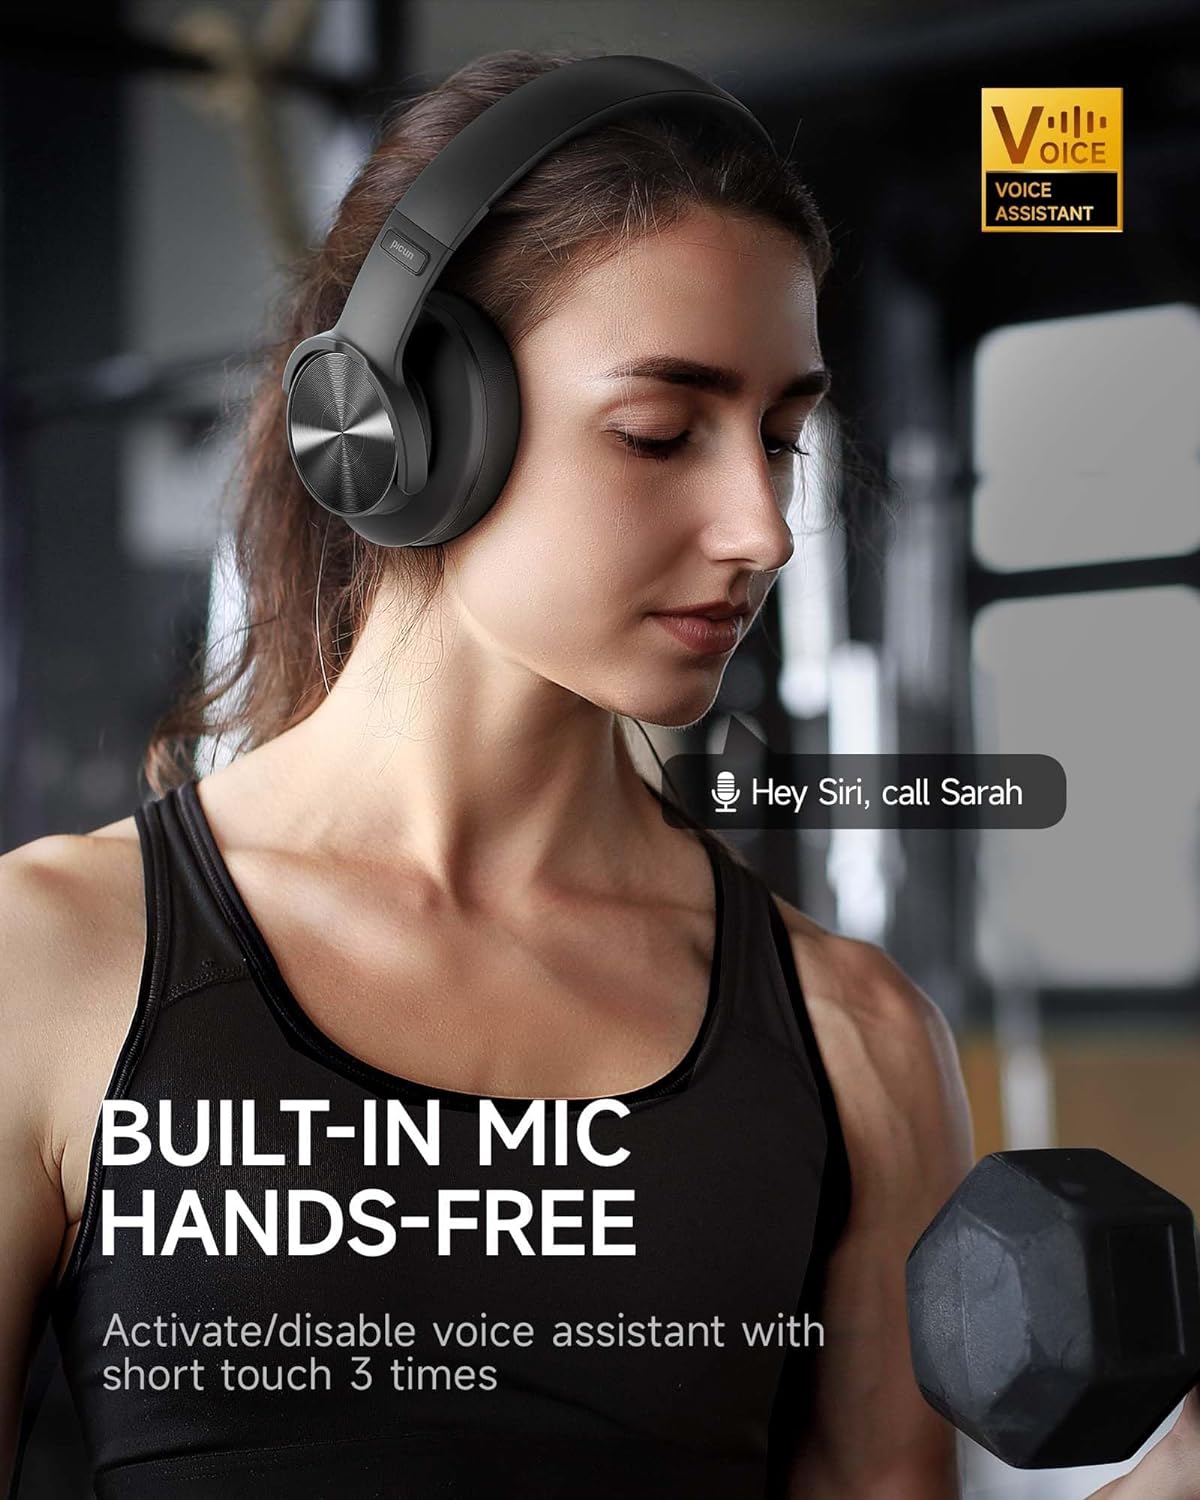 picun
VOICE
VOICE
ASSISTANT
Hey Siri, call Sarah
BUILT-IN MIC
HANDS-FREE
Activate/disable voice assistant with
short touch 3 times